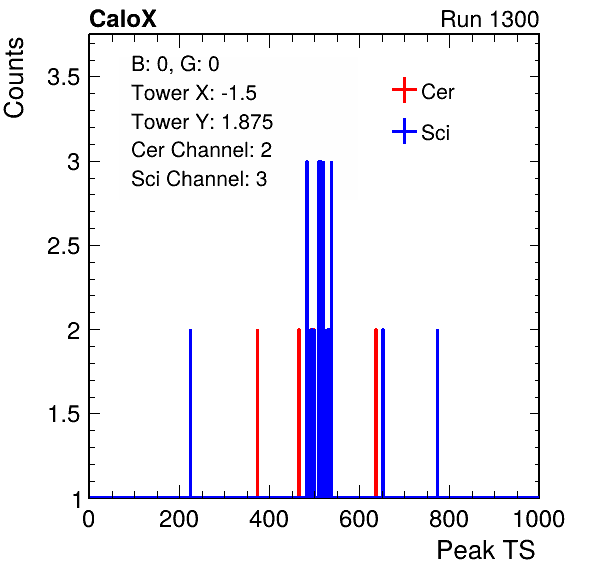 CaloX Run 1300
Counts
B: 0, G: 0
Tower X: -1.5
Tower Y: 1.875
Cer Channel: 2
Sci Channel: 3
Cer
Sci
3.5
3
2.5
2
1.5
1
0 200 400 600 800 1000
Peak TS